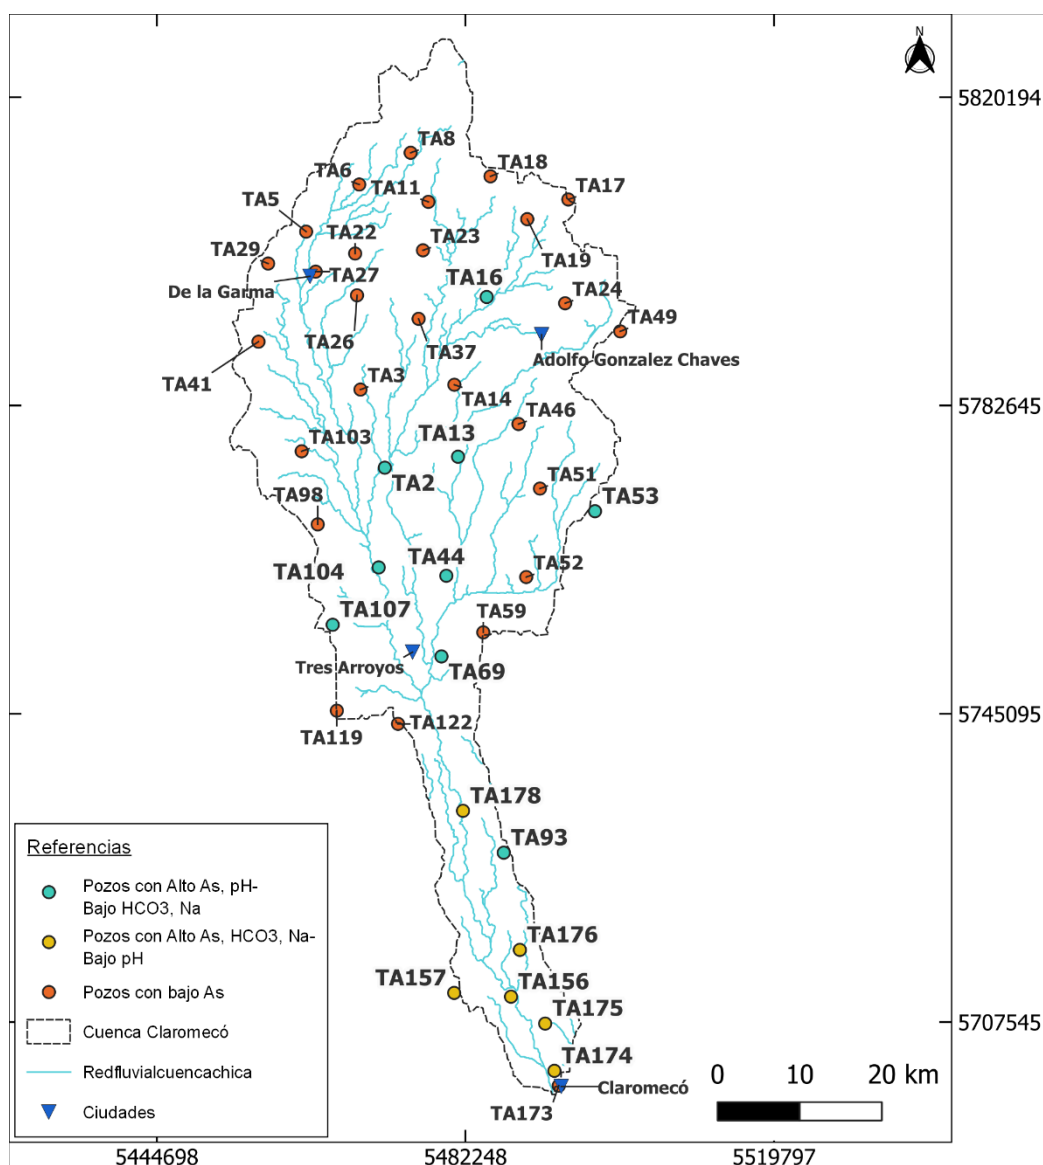 N
5820194
TA8
TA18
TA6
TA11
TA17
TA5
TA22
TA23
TA29
TA27
TA19
De la Garma
TA16
TA24
TA49
TA26
TA37
Adolfo Gonzalez Chaves
TA41
TA3
TA14
5782645
TA46
TA103
TA13
TA2
TA51
TA98
TA53
TA44
TA104
TA52
TA107
TA59
Tres Arroyos
TA69
5745095
TA119
TA122
TA178
TA93
Referencias
Pozos con Alto As, pH-
Bajo HCO3, Na
Pozos con Alto As, HCO3, Na-
Bajo pH
Pozos con bajo As
Cuenca Claromecó
Redfluvialcuencachica
Ciudades
TA176
TA157
TA156
TA175
5707545
TA174
Claromecó
TA173
0 10 20 km
5444698 5482248 5519797